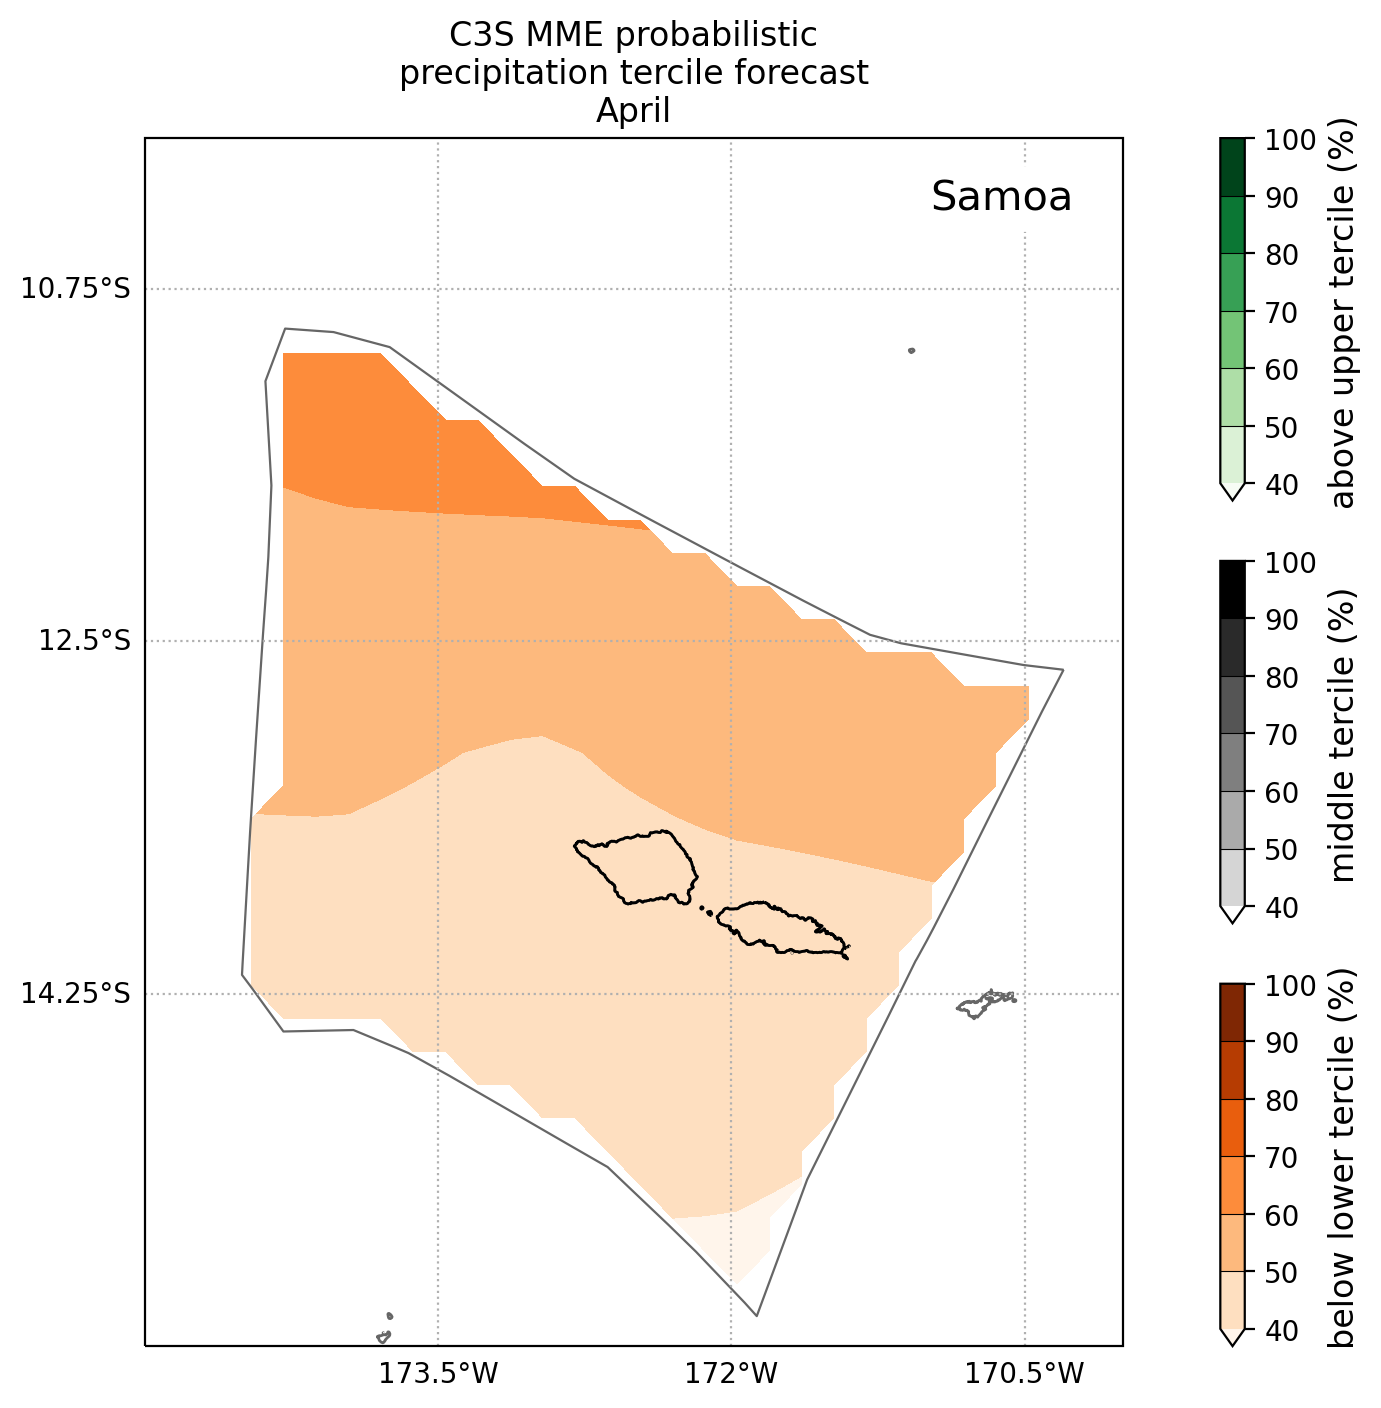 C3S MME probabilistic
precipitation tercile forecast
April
Samoa
10.75°S
12.5°S
14.25°S
173.5°W
172°W
170.5°W
100
90
80
70
60
50
40
above upper tercile (%)
100
90
80
70
60
50
40
middle tercile (%)
100
90
80
70
60
50
40
below lower tercile (%)